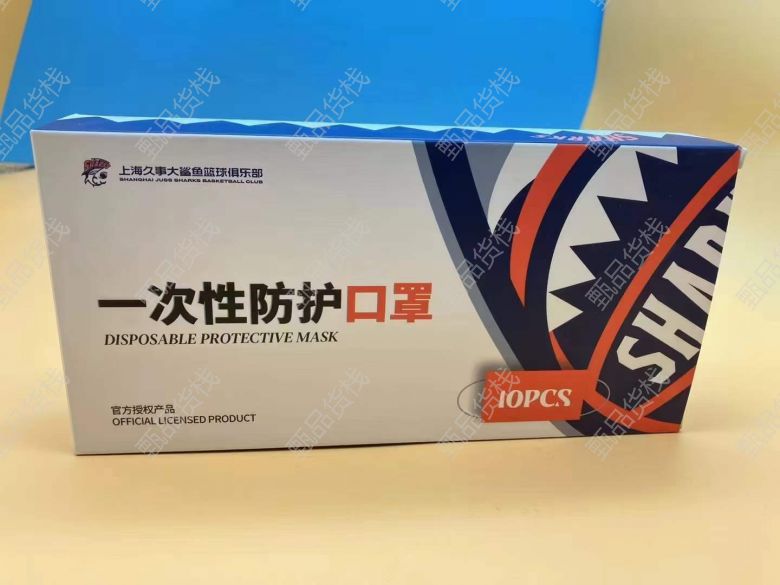 SHARKS
上海久事大鲨鱼篮球俱乐部
SHANGHAI JUSS SHARKS BASKETBALL CLUB
SHARK
一次性防护口罩
DISPOSABLE PROTECTIVE MASK
10PCS
官方授权产品
OFFICIAL LICENSED PRODUCT
甄品货栈